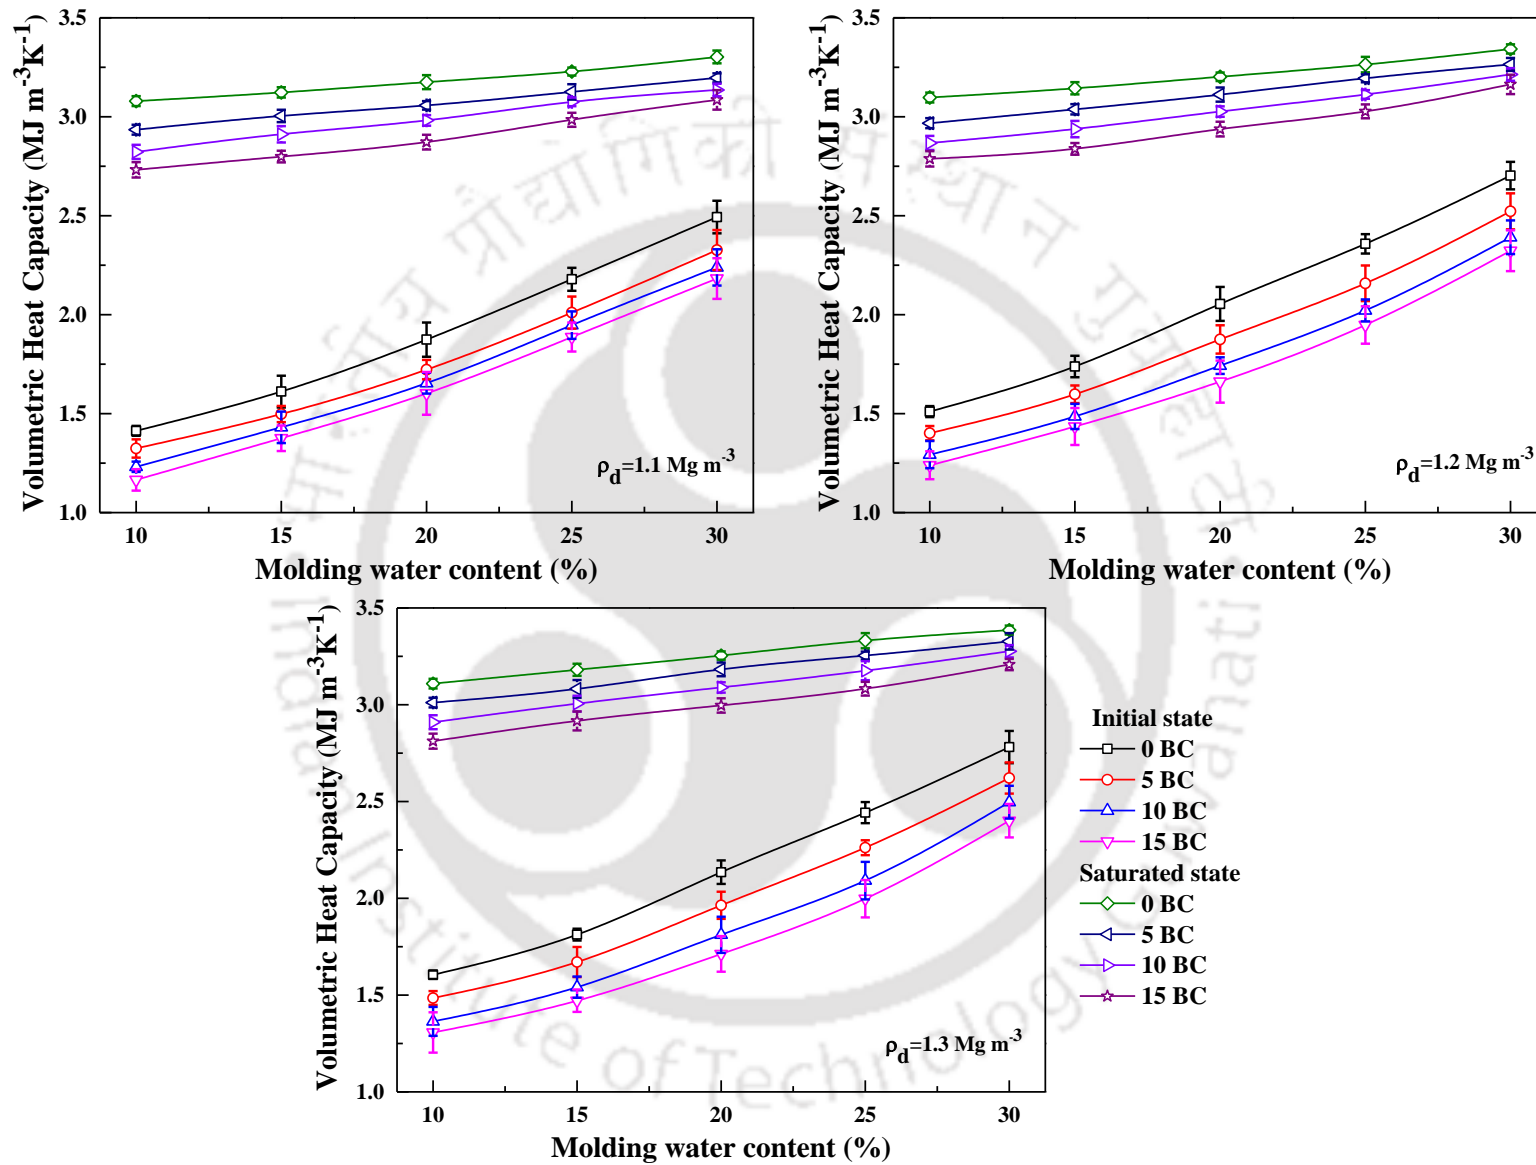 3.5
3.0
2.5
2.0
1.5
1.0
Volumetric Heat Capacity (MJ m⁻³K⁻¹)
10 15 20 25 30
Molding water content (%)
ρd=1.1 Mg m⁻³
3.5
3.0
2.5
2.0
1.5
1.0
Volumetric Heat Capacity (MJ m⁻³K⁻¹)
10 15 20 25 30
Molding water content (%)
ρd=1.2 Mg m⁻³
3.5
3.0
2.5
2.0
1.5
1.0
Volumetric Heat Capacity (MJ m⁻³K⁻¹)
10 15 20 25 30
Molding water content (%)
ρd=1.3 Mg m⁻³
Initial state
0 BC
5 BC
10 BC
15 BC
Saturated state
0 BC
5 BC
10 BC
15 BC
Institute of Technology Guwahati